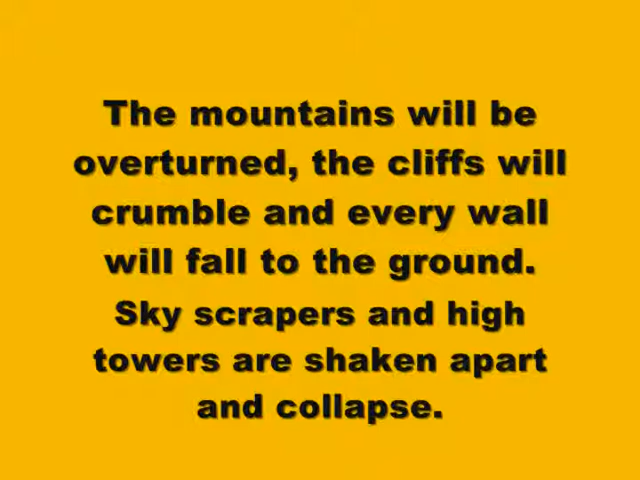 The mountains will be
overturned, the cliffs will
crumble and every wall
will fall to the ground.
Sky scrapers and high
towers are shaken apart
and collapse.